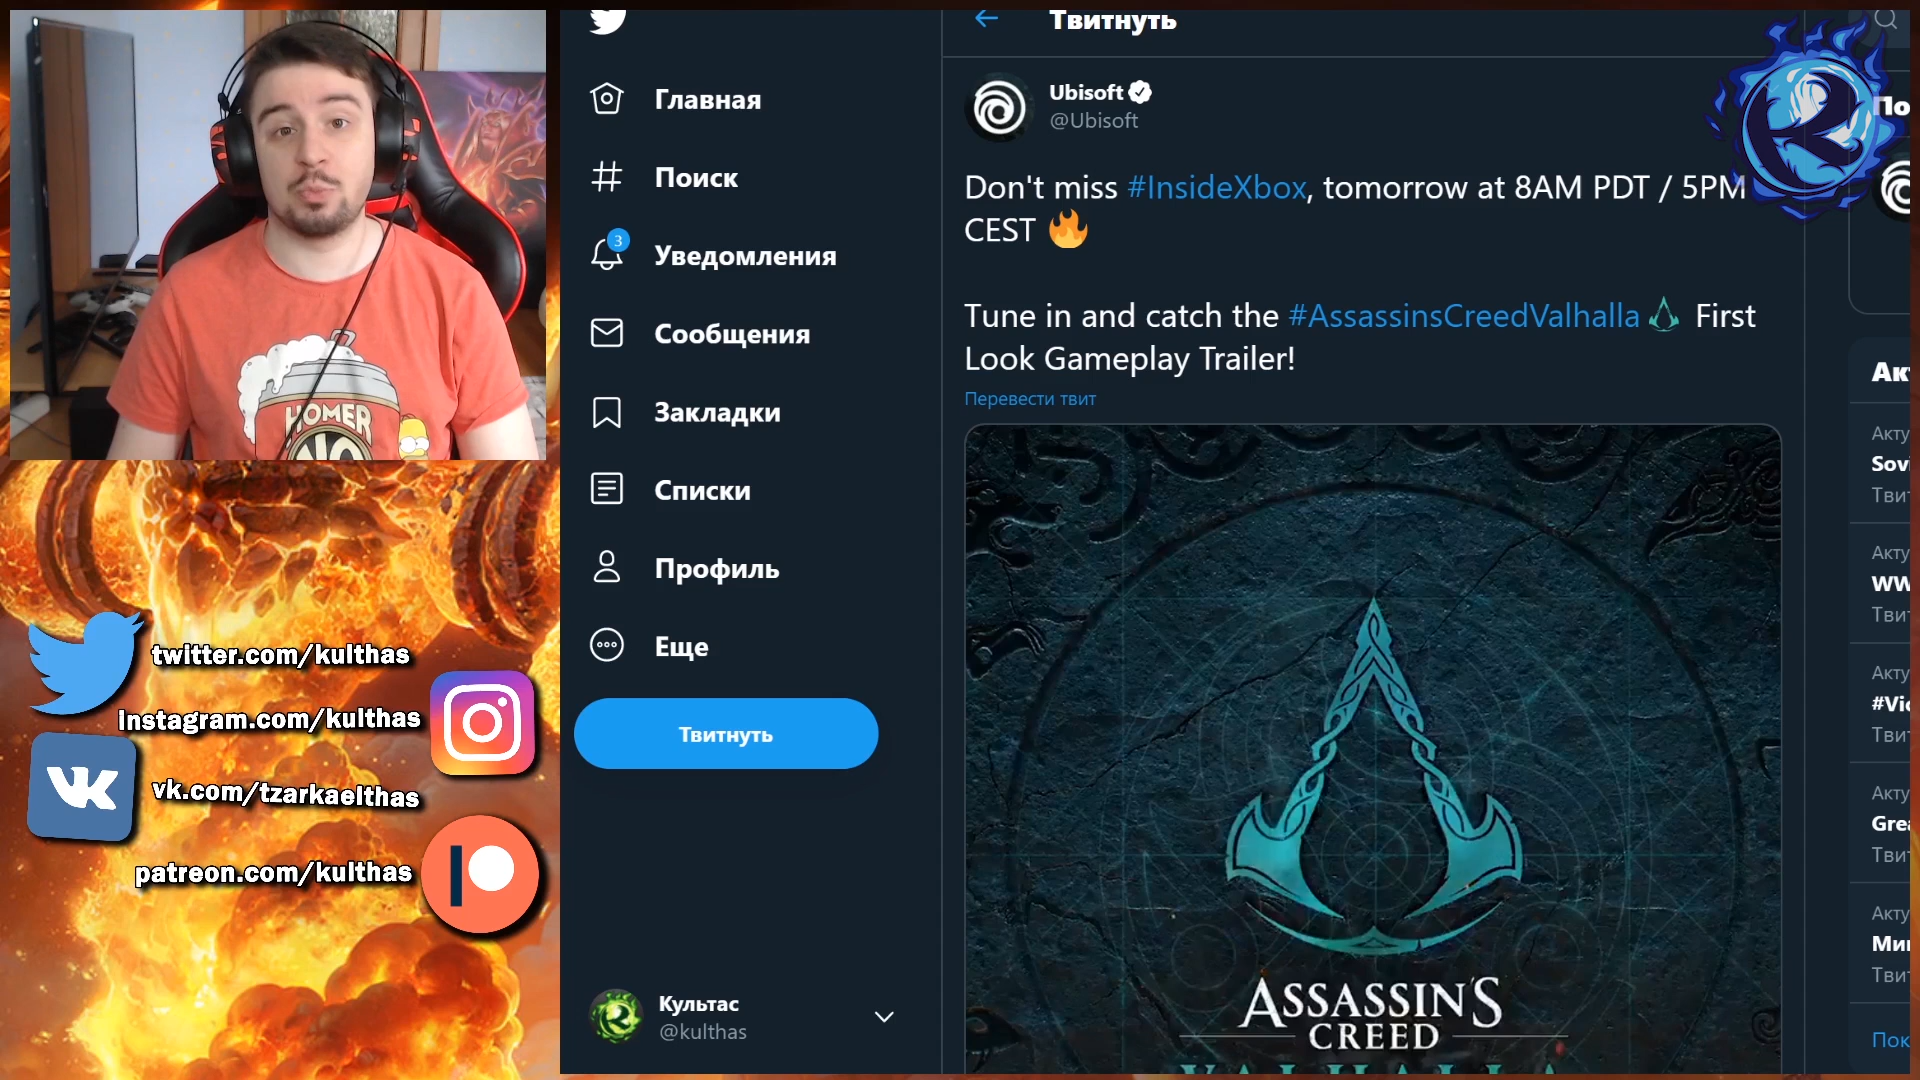 HOMER
twitter.com/kulthas
Instagram.com/kulthas
vk.com/tzarkaelthas
patreon.com/kulthas
Главная
Поиск
3
Уведомления
Сообщения
Закладки
Списки
Профиль
Еще
Твитнуть
Культас
@kulthas
Твитнуть
Ubisoft
@Ubisoft
Don't miss #InsideXbox, tomorrow at 8AM PDT / 5PM
CEST 🔥
Tune in and catch the #AssassinsCreedValhalla First
Look Gameplay Trailer!
Перевести твит
ASSASSIN'S
CREED
VALHALLA